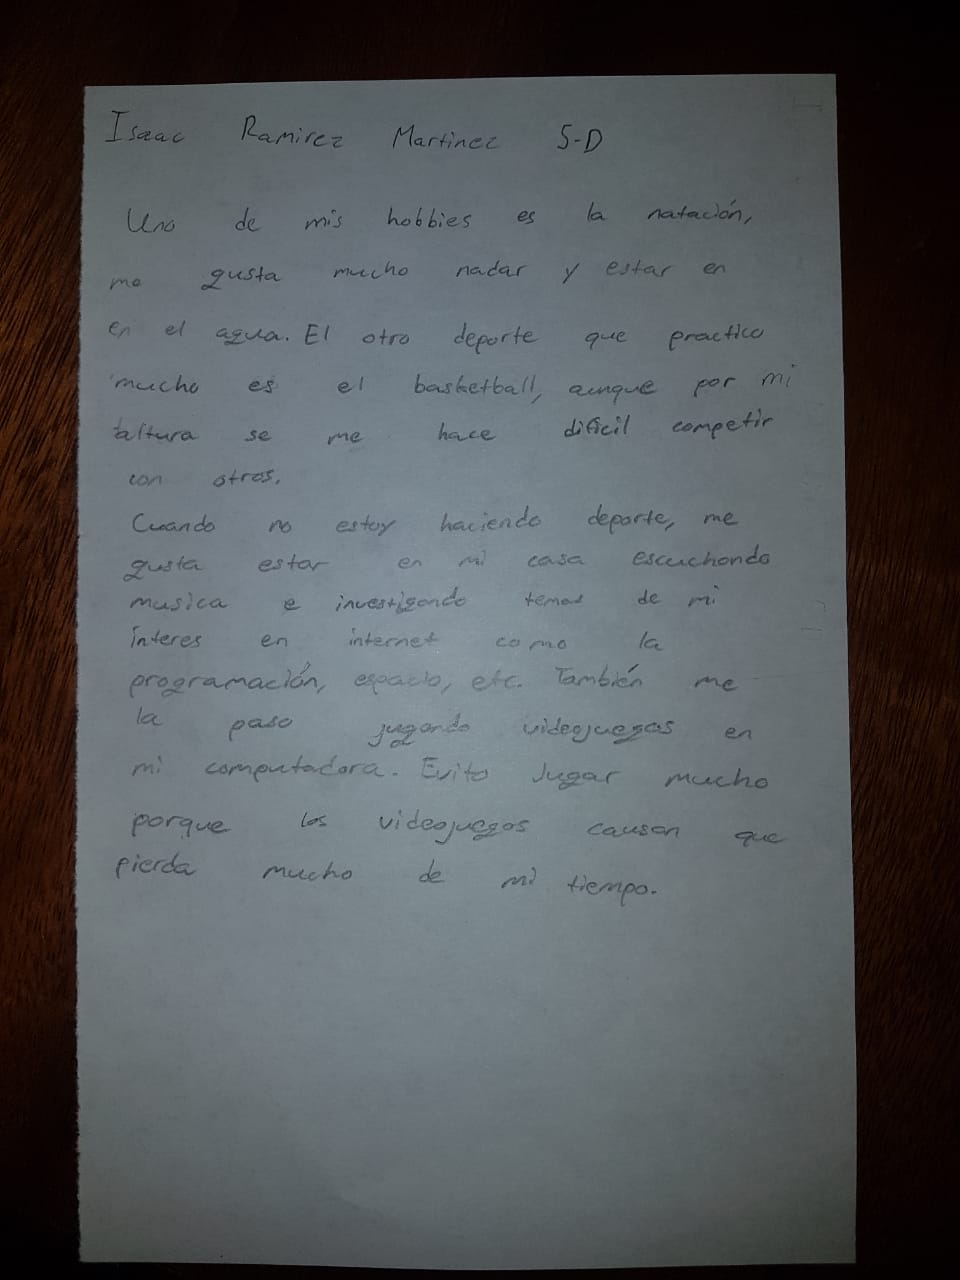 Isaac Ramirez Martinez 5-D
Uno de mis hobbies es la natación,
me gusta mucho nadar y estar en
en el agua. El otro deporte que practico
mucho es el basketball, aunque por mi
altura se me hace dificil competir
con otros.
Cuando no estoy haciendo deporte, me
gusta estar en mi casa escuchando
musica e investigando temas de mi
interes en internet como la
programación, espacio, etc. También me
la paso jugando videojuegos en
mi computadora. Evito jugar mucho
porque los videojuegos causan que
pierda mucho de mi tiempo.